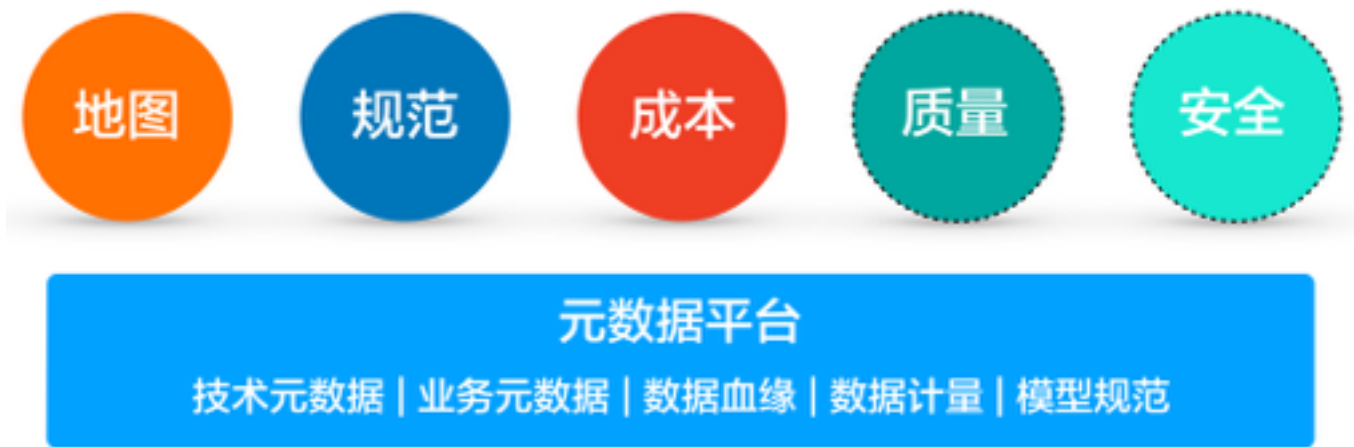 地图 规范 成本 质量 安全
元数据平台
技术元数据 | 业务元数据 | 数据血缘 | 数据计量 | 模型规范